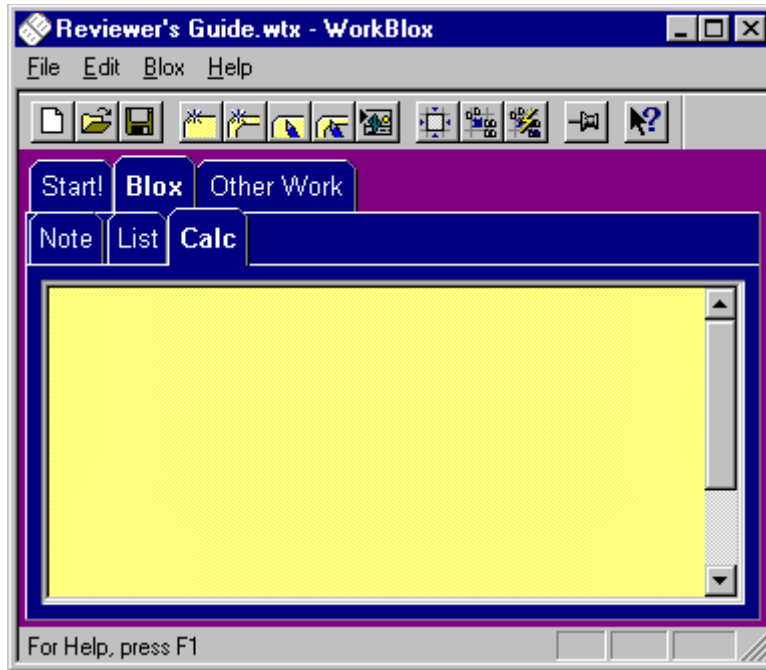 Reviewer's Guide.wtx - WorkBlox
File Edit Blox Help
Start! Blox Other Work
Note List Calc
For Help, press F1